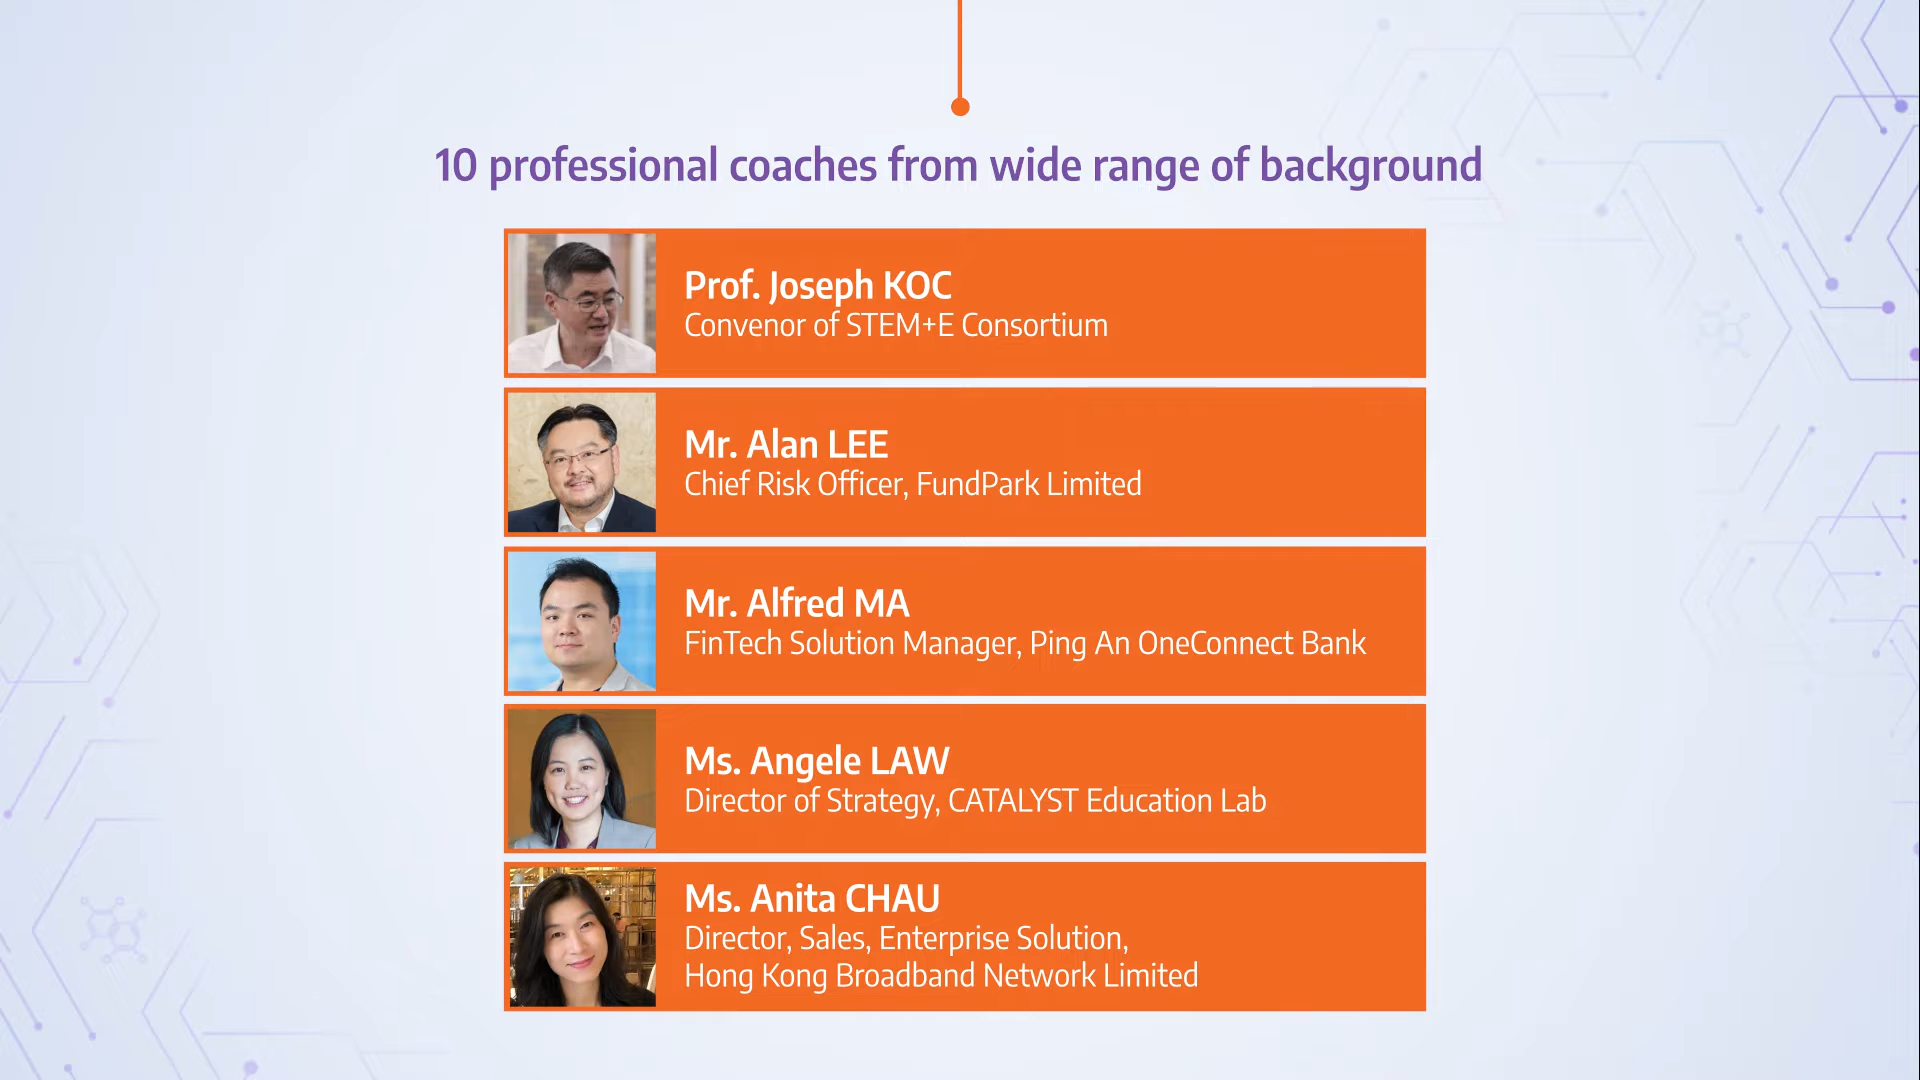 10 professional coaches from wide range of background
Prof. Joseph KOC
Convenor of STEM+E Consortium
Mr. Alan LEE
Chief Risk Officer, FundPark Limited
Mr. Alfred MA
FinTech Solution Manager, Ping An OneConnect Bank
Ms. Angele LAW
Director of Strategy, CATALYST Education Lab
Ms. Anita CHAU
Director, Sales, Enterprise Solution,
Hong Kong Broadband Network Limited